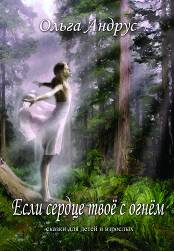 Ольга Андрус
Если сердце твоё с огнём
сказки для детей и взрослых